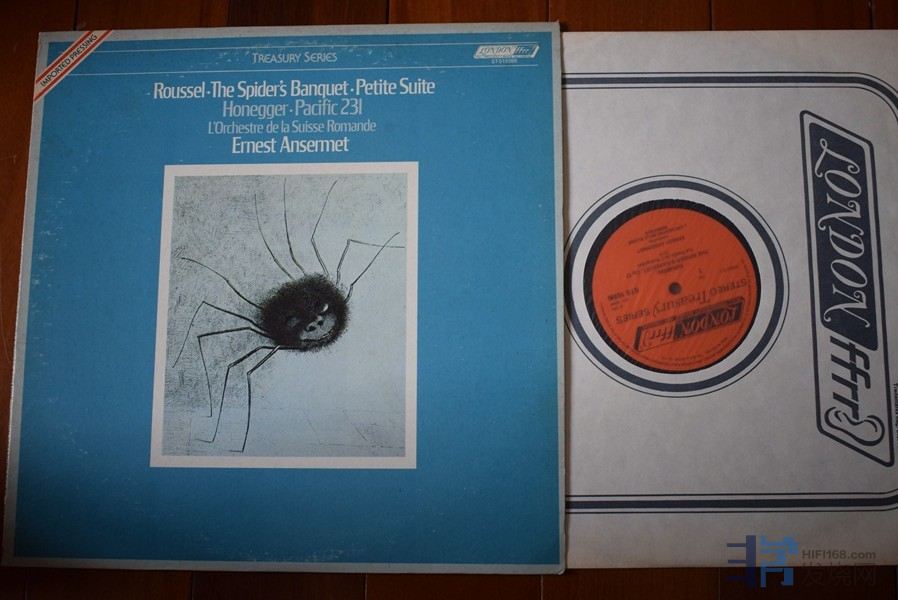 IMPORTED PRESSING
TREASURY SERIES
LONDON ffrr
Roussel·The Spider's Banquet·Petite Suite
Honegger·Pacific 231
L'Orchestre de la Suisse Romande
Ernest Ansermet
LONDON ffrr
STEREO Treasury SERIES
LONDON ffrr
HIFI168.com
发烧网